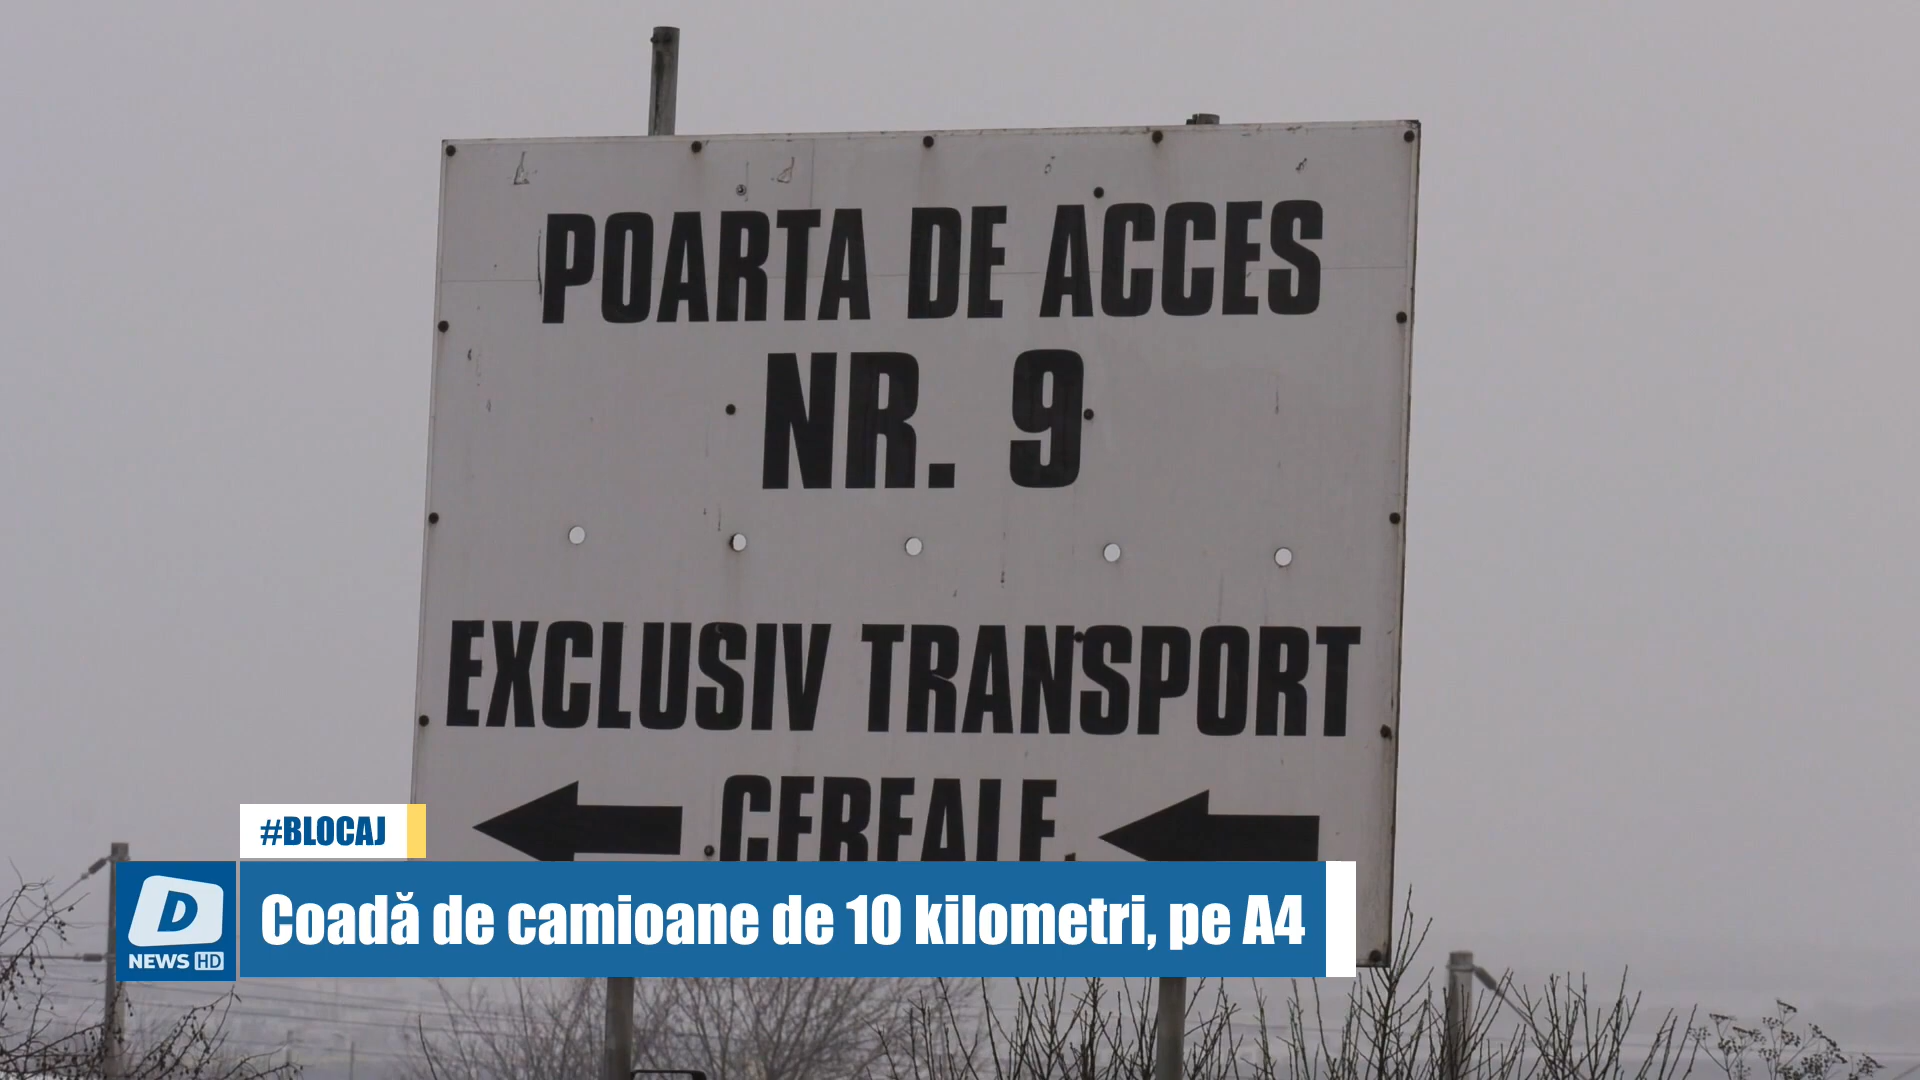 POARTA DE ACCES
NR. 9
EXCLUSIV TRANSPORT
CEREALE
#BLOCAJ
D
NEWS HD
Coadă de camioane de 10 kilometri, pe A4